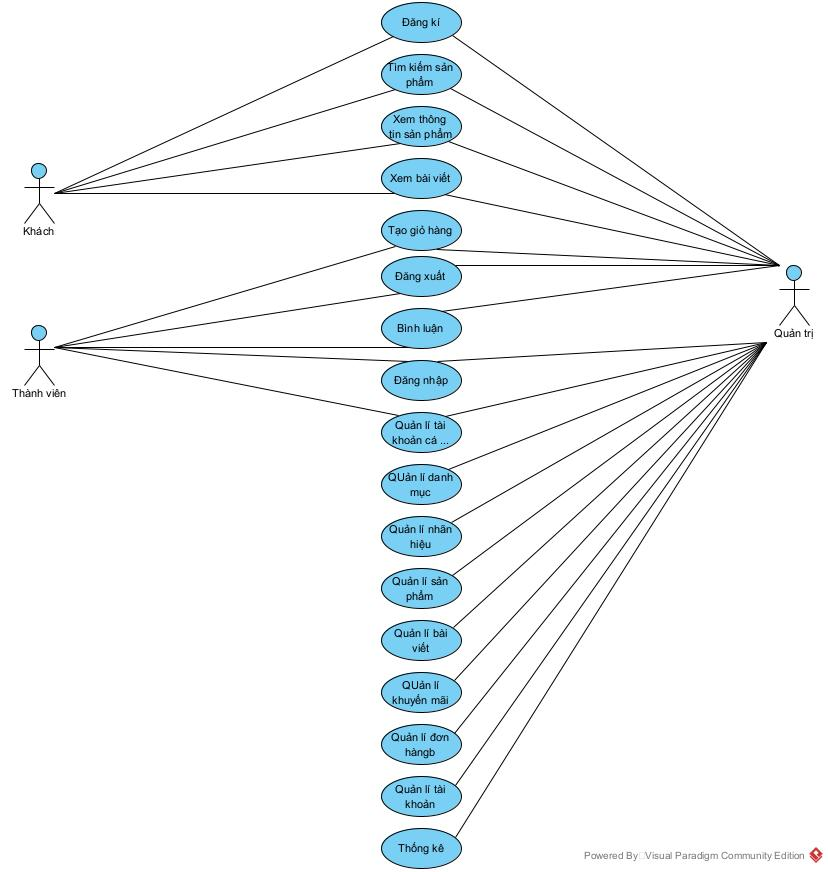 Đăng kí
Tìm kiếm sản
phẩm
Xem thông
tin sản phẩm
Xem bài viết
Khách
Tạo giỏ hàng
Đăng xuất
Bình luận
Quản trị
Đăng nhập
Thành viên
Quản lí tài
khoản cá ...
QUản lí danh
mục
Quản lí nhãn
hiệu
Quản lí sản
phẩm
Quản lí bài
viết
QUản lí
khuyến mãi
Quản lí đơn
hàngb
Quản lí tài
khoản
Thống kê
Powered By Visual Paradigm Community Edition